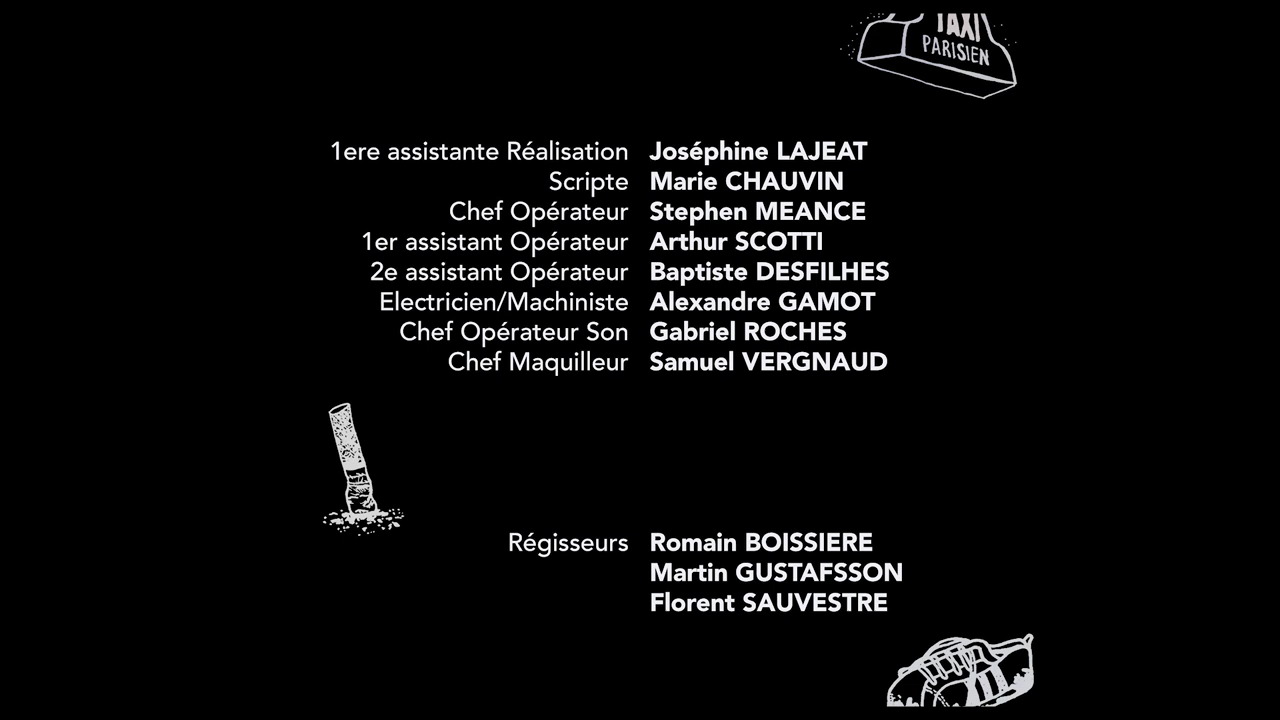 TAXI
PARISIEN
1ere assistante Réalisation Joséphine LAJEAT
Scripte Marie CHAUVIN
Chef Opérateur Stephen MEANCE
1er assistant Opérateur Arthur SCOTTI
2e assistant Opérateur Baptiste DESFILHES
Electricien/Machiniste Alexandre GAMOT
Chef Opérateur Son Gabriel ROCHES
Chef Maquilleur Samuel VERGNAUD
Régisseurs Romain BOISSIERE
Martin GUSTAFSSON
Florent SAUVESTRE